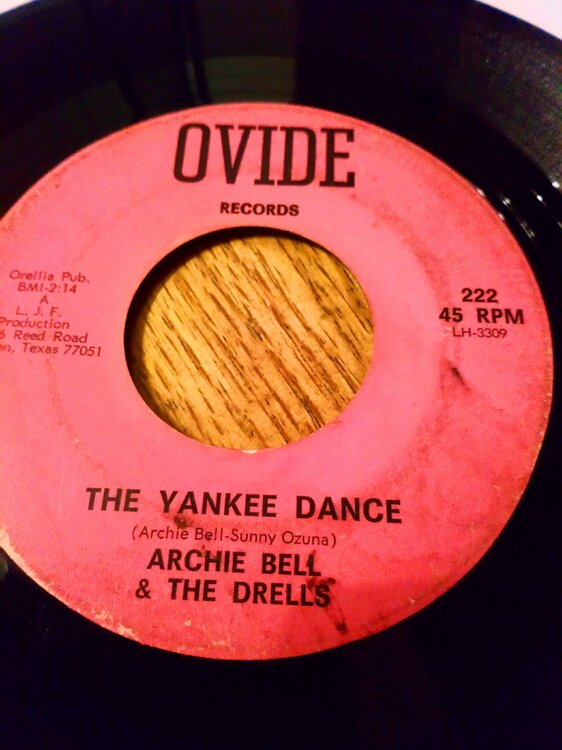 OVIDE
RECORDS
Orellia Pub.
BMI-2:14
A
L. J. F.
Production
Reed Road
Texas 77051
222
45 RPM
LH-3309
THE YANKEE DANCE
(Archie Bell-Sunny Ozuna)
ARCHIE BELL
& THE DRELLS